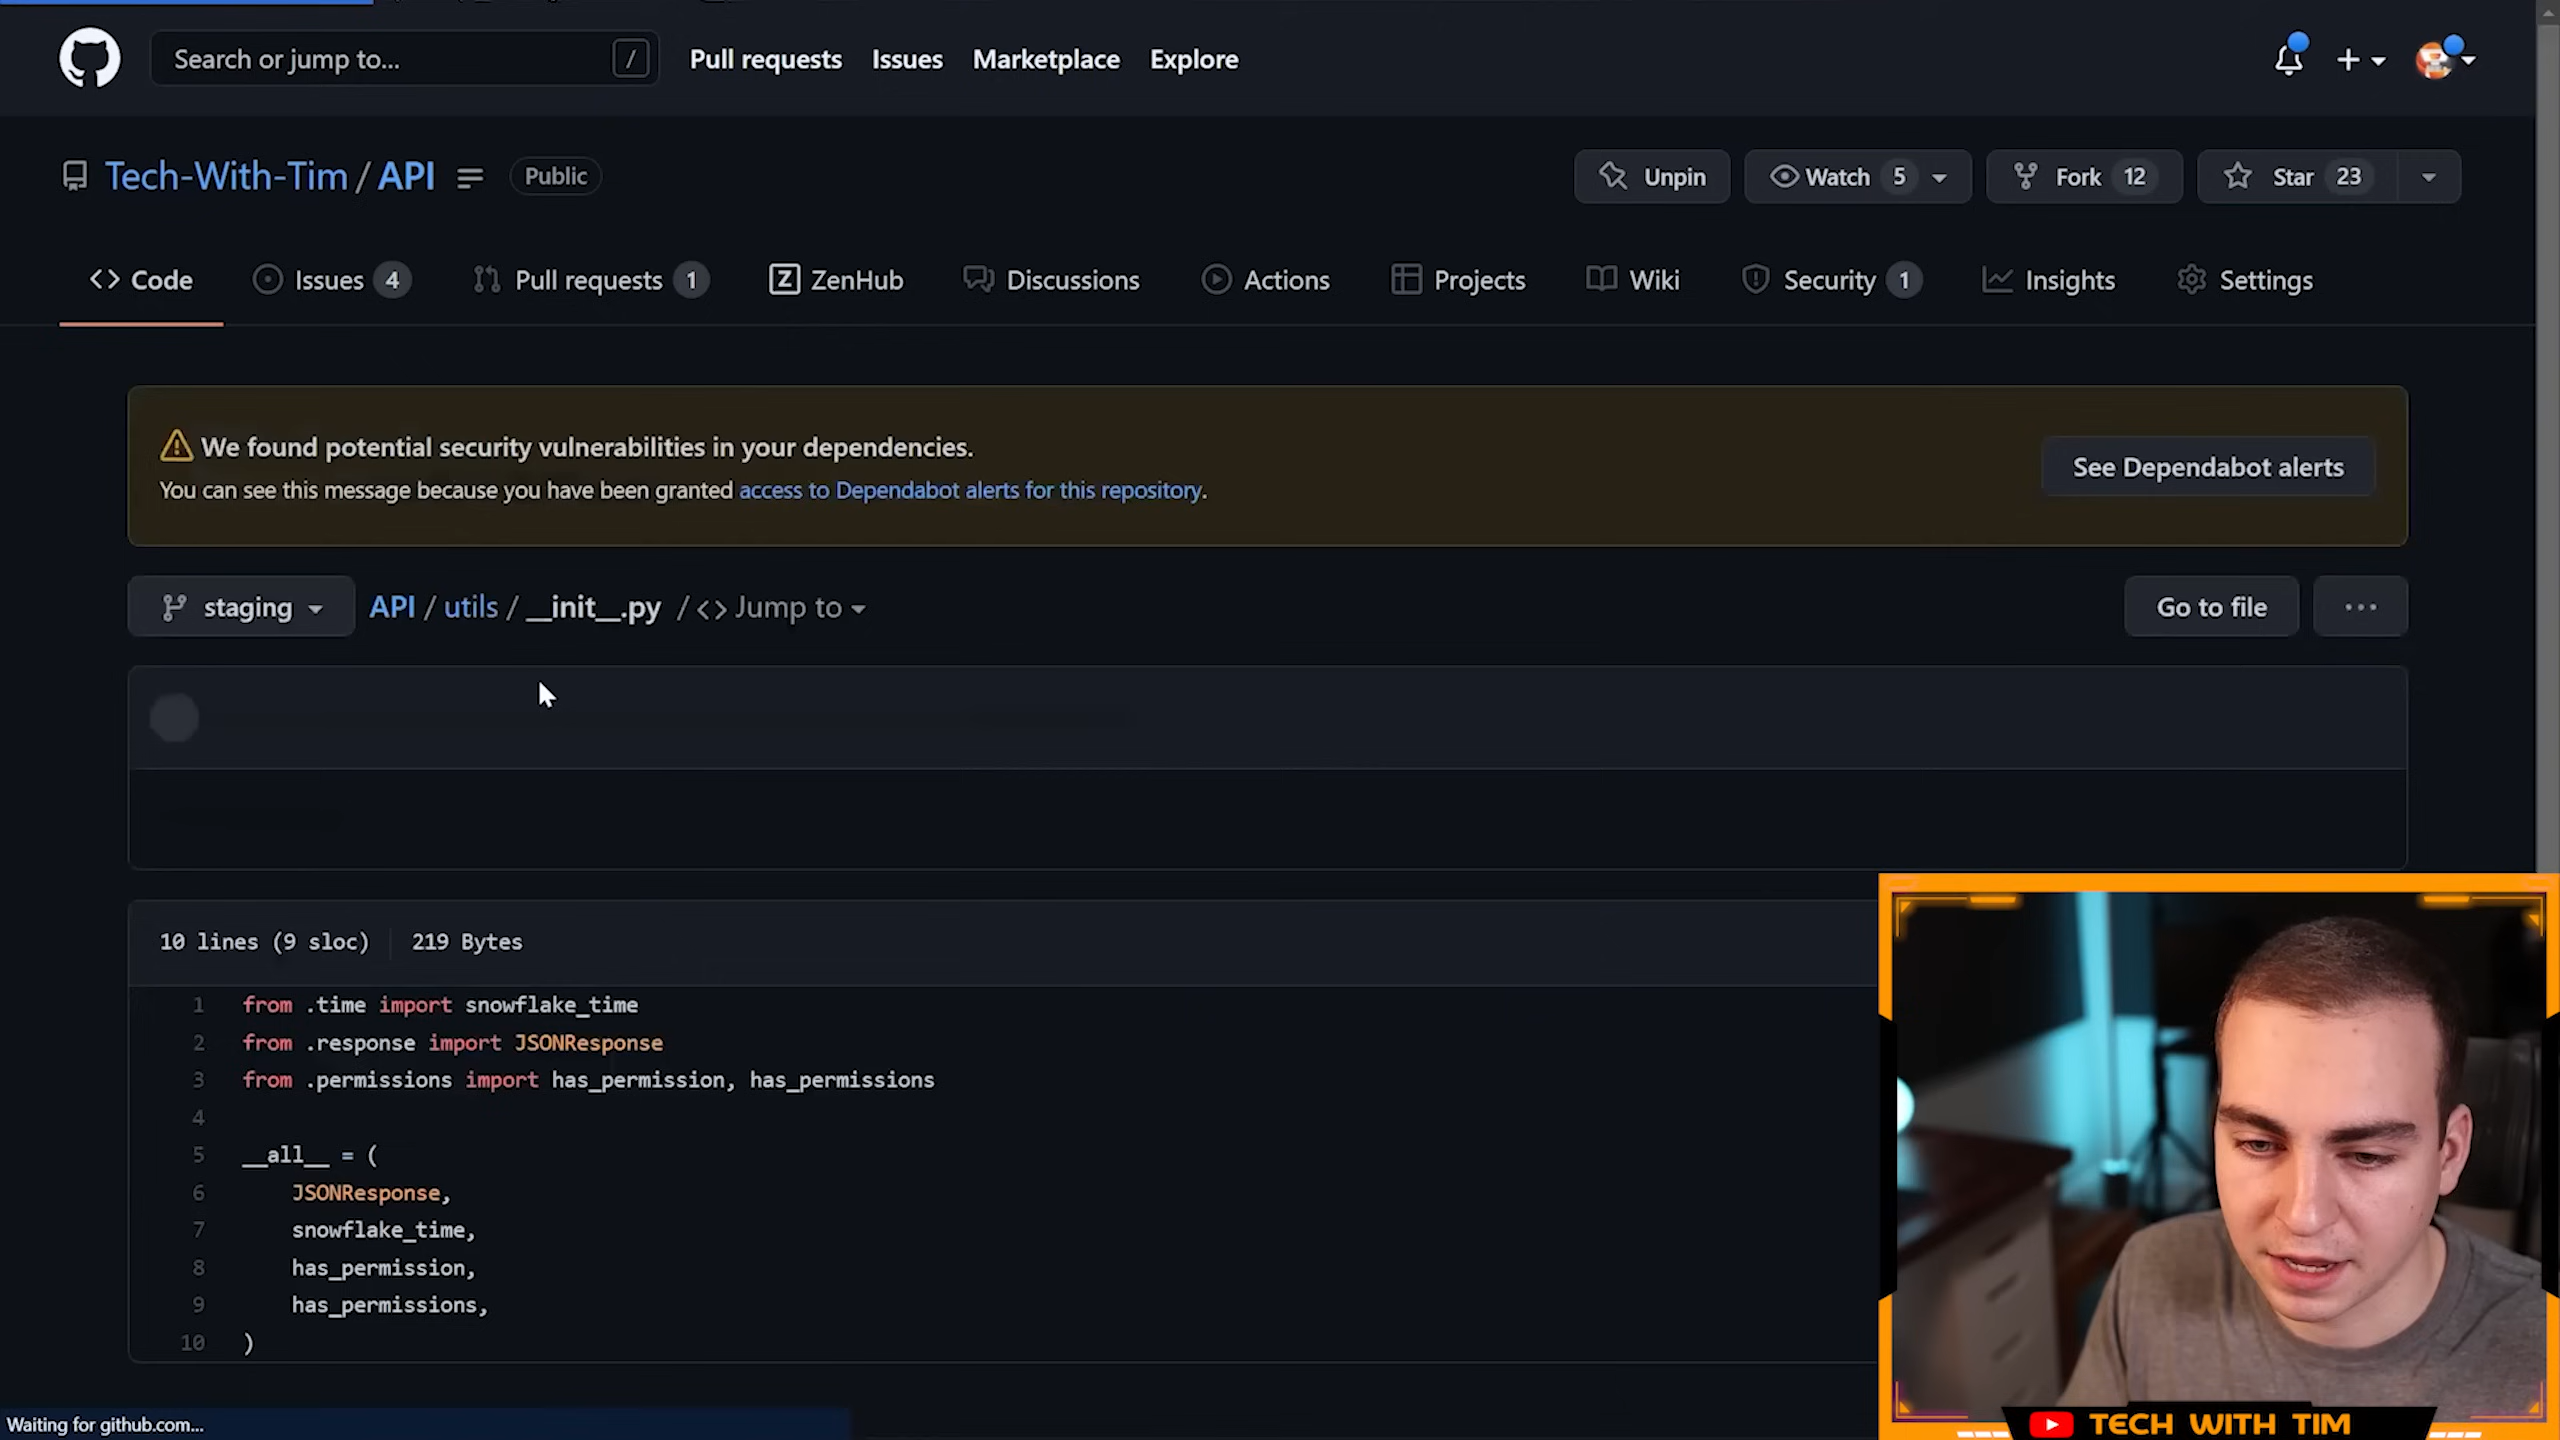 Search or jump to... /
Pull requests Issues Marketplace Explore
Tech-With-Tim / API Public
Unpin Watch 5 Fork 12 Star 23
Code Issues 4 Pull requests 1 ZenHub Discussions Actions Projects Wiki Security 1 Insights Settings
We found potential security vulnerabilities in your dependencies.
You can see this message because you have been granted access to Dependabot alerts for this repository.
See Dependabot alerts
staging API / utils / __init__.py / <> Jump to
Go to file ...
10 lines (9 sloc) 219 Bytes
1 from .time import snowflake_time
2 from .response import JSONResponse
3 from .permissions import has_permission, has_permissions
4
5 __all__ = (
6 JSONResponse,
7 snowflake_time,
8 has_permission,
9 has_permissions,
10 )
Waiting for github.com...
TECH WITH TIM